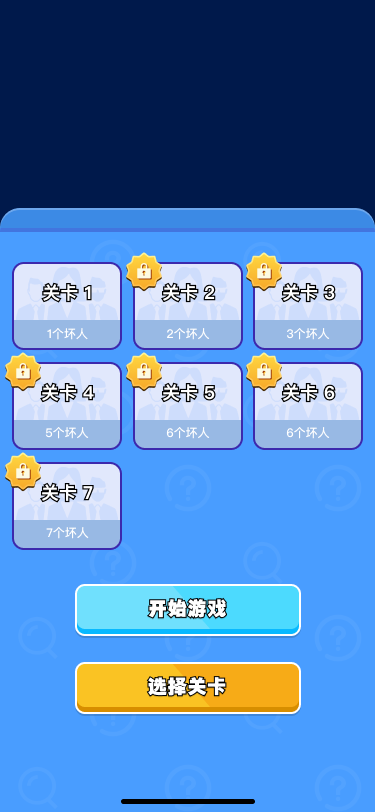 关卡 1
1个坏人
关卡 2
2个坏人
关卡 3
3个坏人
关卡 4
5个坏人
关卡 5
6个坏人
关卡 6
6个坏人
关卡 7
7个坏人
开始游戏
选择关卡